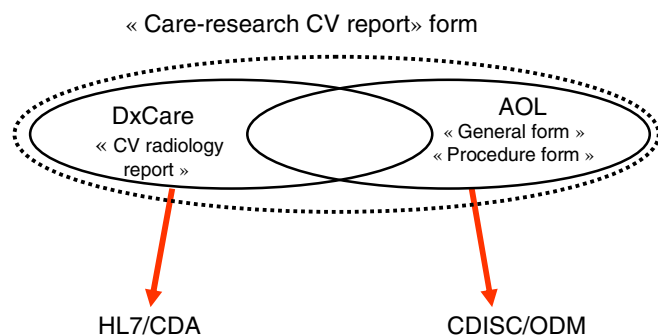 « Care-research CV report» form
DxCare
« CV radiology
report »
AOL
« General form »
« Procedure form »
HL7/CDA
CDISC/ODM